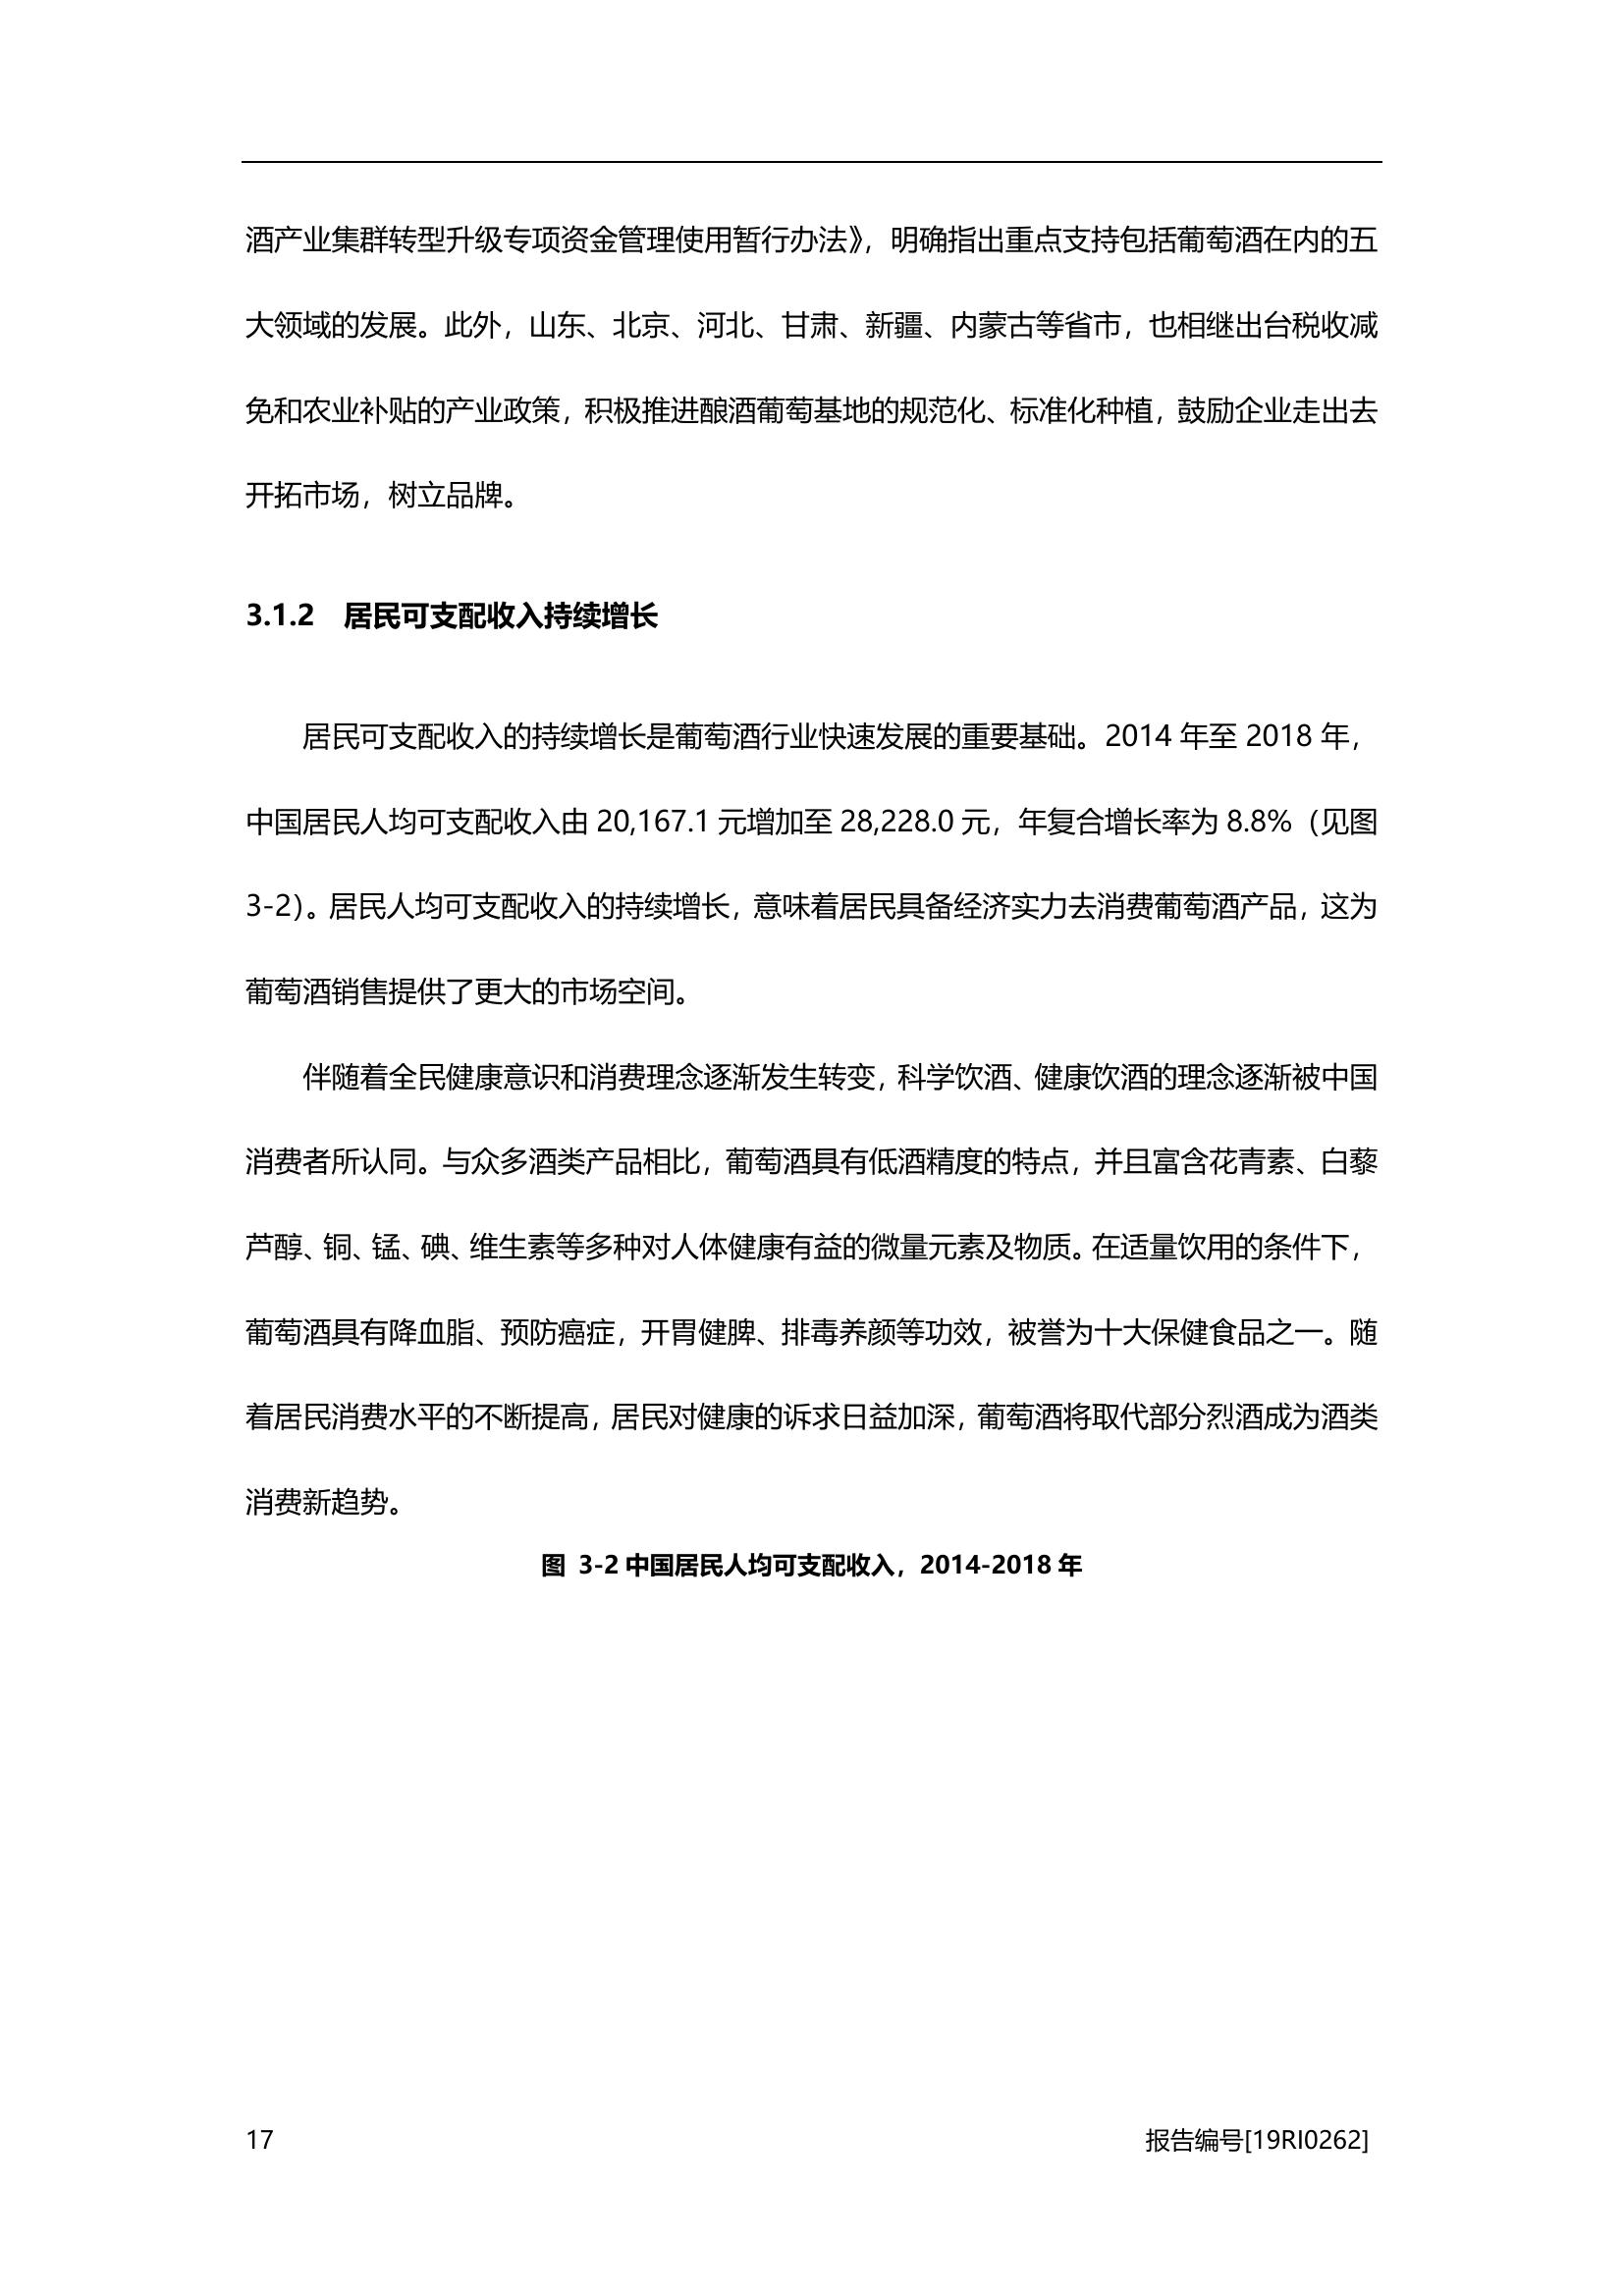 酒产业集群转型升级专项资金管理使用暂行办法》，明确指出重点支持包括葡萄酒在内的五
大领域的发展。此外，山东、北京、河北、甘肃、新疆、内蒙古等省市，也相继出台税收减
免和农业补贴的产业政策，积极推进酿酒葡萄基地的规范化、标准化种植，鼓励企业走出去
开拓市场，树立品牌。
3.1.2 居民可支配收入持续增长
居民可支配收入的持续增长是葡萄酒行业快速发展的重要基础。2014 年至 2018 年，
中国居民人均可支配收入由 20,167.1 元增加至 28,228.0 元，年复合增长率为 8.8%（见图
3-2）。居民人均可支配收入的持续增长，意味着居民具备经济实力去消费葡萄酒产品，这为
葡萄酒销售提供了更大的市场空间。
伴随着全民健康意识和消费理念逐渐发生转变，科学饮酒、健康饮酒的理念逐渐被中国
消费者所认同。与众多酒类产品相比，葡萄酒具有低酒精度的特点，并且富含花青素、白藜
芦醇、铜、锰、碘、维生素等多种对人体健康有益的微量元素及物质。在适量饮用的条件下，
葡萄酒具有降血脂、预防癌症，开胃健脾、排毒养颜等功效，被誉为十大保健食品之一。随
着居民消费水平的不断提高，居民对健康的诉求日益加深，葡萄酒将取代部分烈酒成为酒类
消费新趋势。
图 3-2 中国居民人均可支配收入，2014-2018 年
17 报告编号[19RI0262]